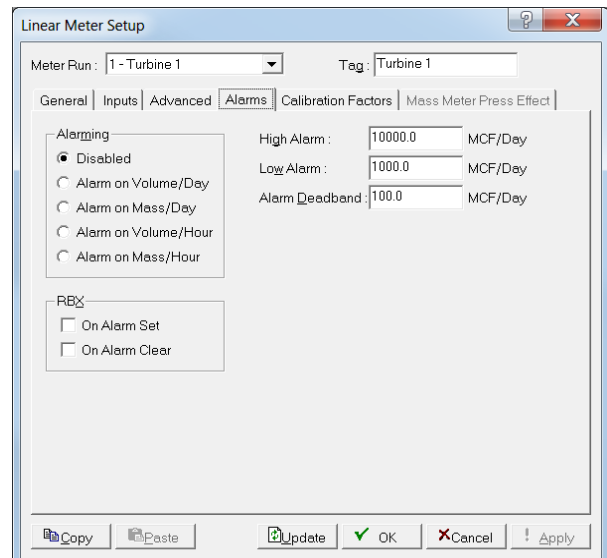 Linear Meter Setup
Meter Run : 1 - Turbine 1 Tag : Turbine 1
General Inputs Advanced Alarms Calibration Factors Mass Meter Press Effect
Alarming
Disabled
Alarm on Volume/Day
Alarm on Mass/Day
Alarm on Volume/Hour
Alarm on Mass/Hour
High Alarm : 10000.0 MCF/Day
Low Alarm : 1000.0 MCF/Day
Alarm Deadband : 100.0 MCF/Day
RBX
On Alarm Set
On Alarm Clear
Copy Paste Update OK Cancel ! Apply